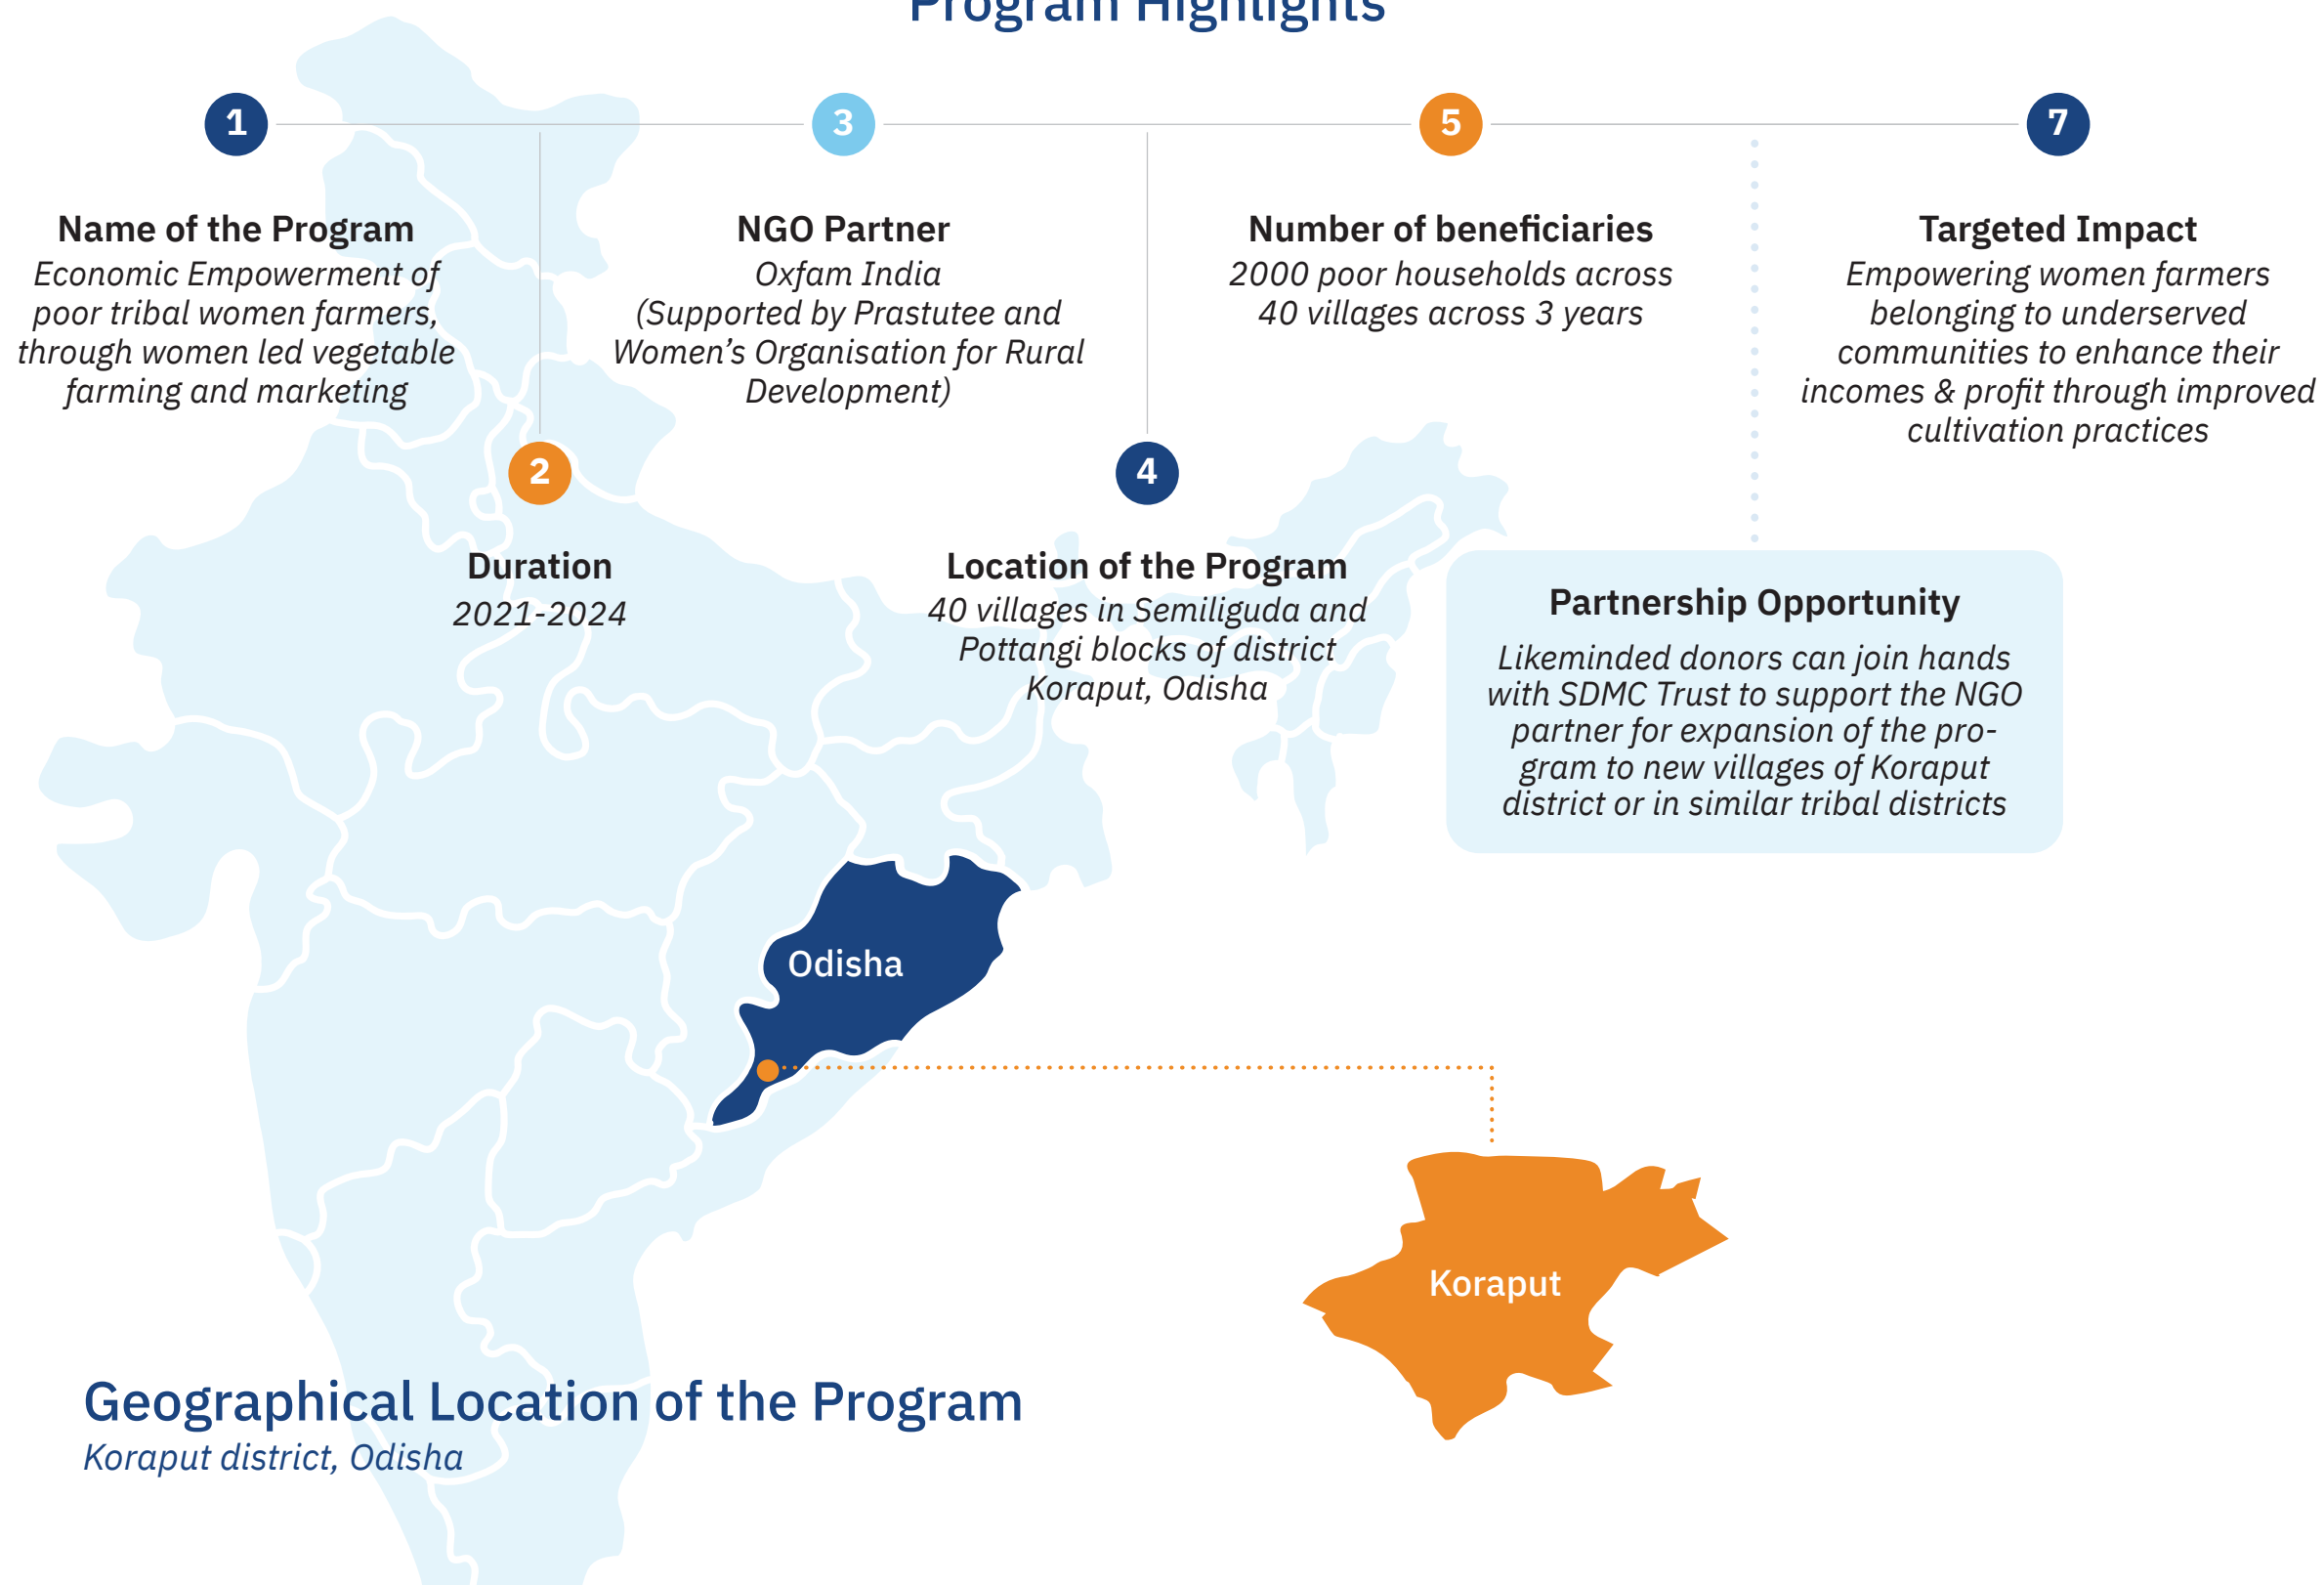 Program Highlights
1
3
5
7
Name of the Program
Economic Empowerment of
poor tribal women farmers,
through women led vegetable
farming and marketing
NGO Partner
Oxfam India
(Supported by Prastutee and
Women’s Organisation for Rural
Development)
Number of beneficiaries
2000 poor households across
40 villages across 3 years
Targeted Impact
Empowering women farmers
belonging to underserved
communities to enhance their
incomes & profit through improved
cultivation practices
2
4
Duration
2021-2024
Location of the Program
40 villages in Semiliguda and
Pottangi blocks of district
Koraput, Odisha
Partnership Opportunity
Likeminded donors can join hands
with SDMC Trust to support the NGO
partner for expansion of the pro-
gram to new villages of Koraput
district or in similar tribal districts
Odisha
Koraput
Geographical Location of the Program
Koraput district, Odisha